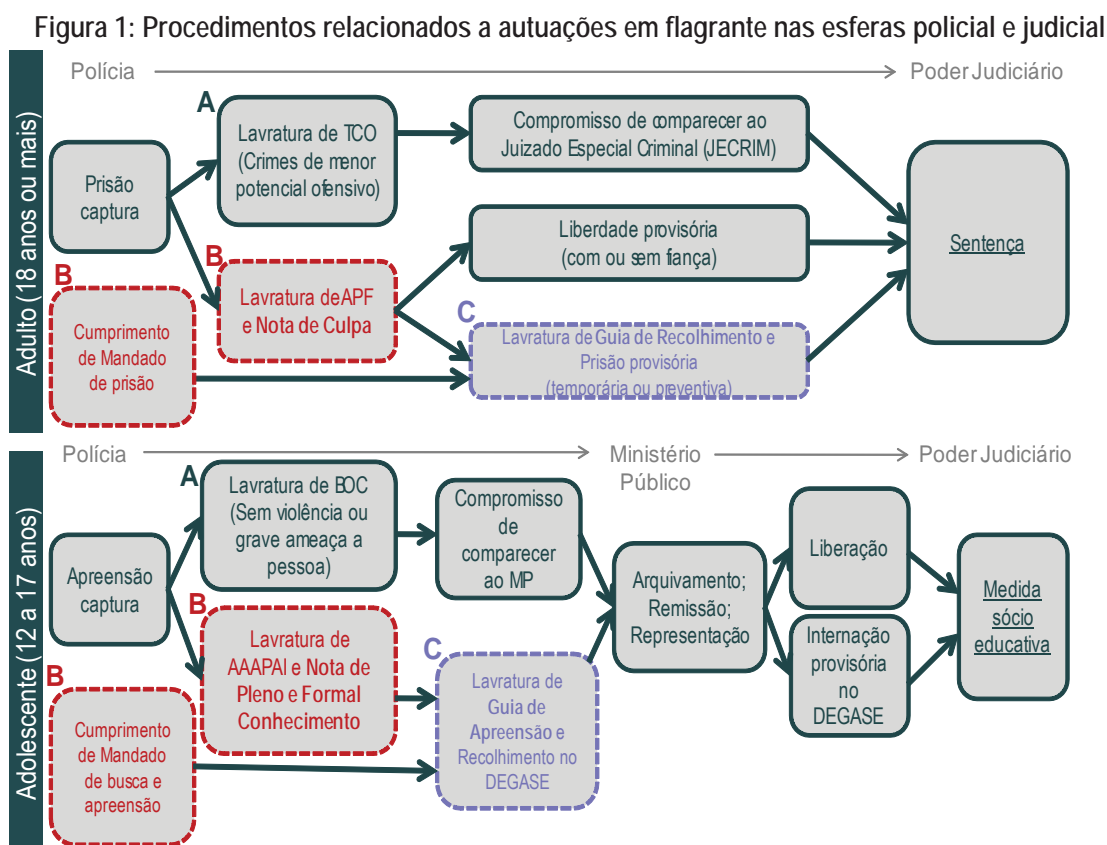 Figura 1: Procedimentos relacionados a autuações em flagrante nas esferas policial e judicial
Adulto (18 anos ou mais)
Polícia
Poder Judiciário
A
Lavratura de TCO
(Crimes de menor
potencial ofensivo)
Compromisso de comparecer ao
Juizado Especial Criminal (JECRIM)
Prisão
captura
Sentença
B
Lavratura de APF
e Nota de Culpa
Liberdade provisória
(com ou sem fiança)
B
Cumprimento
de Mandado
de prisão
C
Lavratura de Guia de Recolhimento e
Prisão provisória
(temporária ou preventiva)
Adolescente (12 a 17 anos)
Polícia
Ministério
Público
Poder Judiciário
A
Lavratura de BOC
(Sem violência ou
grave ameaça a
pessoa)
Compromisso
de
comparecer
ao MP
Apreensão
captura
Arquivamento;
Remissão;
Representação
Liberação
Medida
sócio
educativa
B
Lavratura de
AAAPAI e Nota de
Pleno e Formal
Conhecimento
C
Lavratura de
Guia de
Apreensão e
Recolhimento no
DEGASE
Internação
provisória
no
DEGASE
B
Cumprimento
de Mandado
de busca e
apreensão